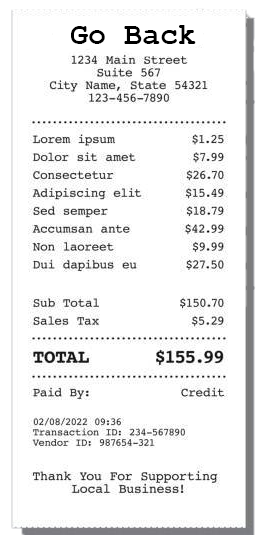 Go Back
1234 Main Street
Suite 567
City Name, State 54321
123-456-7890
Lorem ipsum $1.25
Dolor sit amet $7.99
Consectetur $26.70
Adipiscing elit $15.49
Sed semper $18.79
Accumsan ante $42.99
Non laoreet $9.99
Dui dapibus eu $27.50
Sub Total $150.70
Sales Tax $5.29
TOTAL $155.99
Paid By: Credit
02/08/2022 09:36
Transaction ID: 234-567890
Vendor ID: 987654-321
Thank You For Supporting
Local Business!